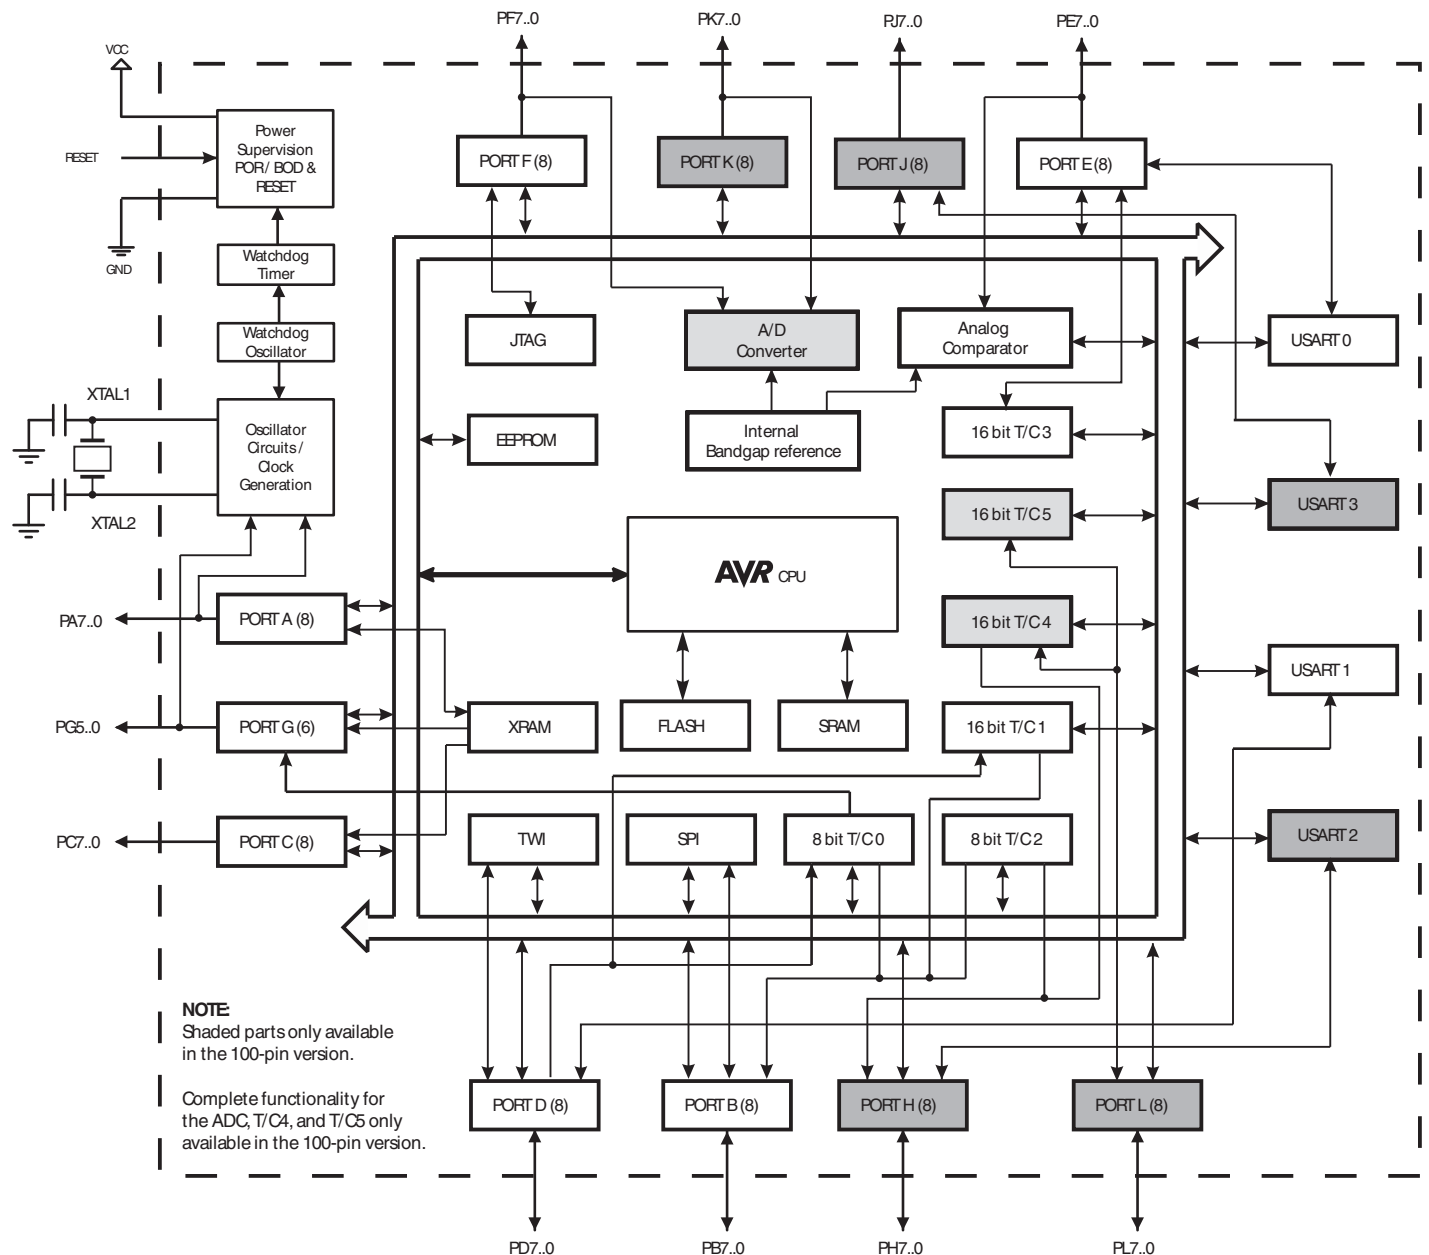 PF7..0
PK7..0
PJ7..0
PE7..0
VCC
RESET
GND
Power
Supervision
POR / BOD &
RESET
Watchdog
Timer
Watchdog
Oscillator
XTAL1
XTAL2
Oscillator
Circuits /
Clock
Generation
PORT F (8)
PORT K (8)
PORT J (8)
PORT E (8)
JTAG
A/D
Converter
Analog
Comparator
USART 0
EEPROM
Internal
Bandgap reference
16 bit T/C 3
USART 3
16 bit T/C 5
AVR CPU
16 bit T/C 4
PA7..0
PORT A (8)
USART 1
PG5..0
PORT G (6)
XRAM
FLASH
SRAM
16 bit T/C 1
PC7..0
PORT C (8)
TWI
SPI
8 bit T/C 0
8 bit T/C 2
USART 2
NOTE:
Shaded parts only available
in the 100-pin version.
Complete functionality for
the ADC, T/C4, and T/C5 only
available in the 100-pin version.
PORT D (8)
PORT B (8)
PORT H (8)
PORT L (8)
PD7..0
PB7..0
PH7..0
PL7..0